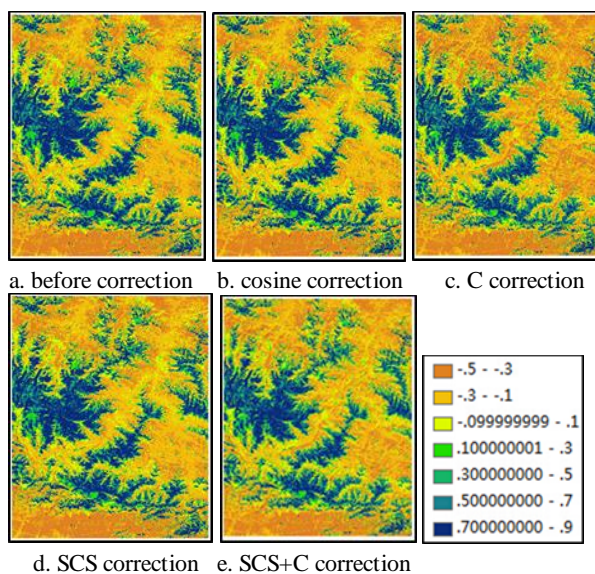 a. before correction b. cosine correction c. C correction
-.5 - -.3
-.3 - -.1
-.099999999 - .1
.100000001 - .3
.300000000 - .5
.500000000 - .7
.700000000 - .9
d. SCS correction e. SCS+C correction